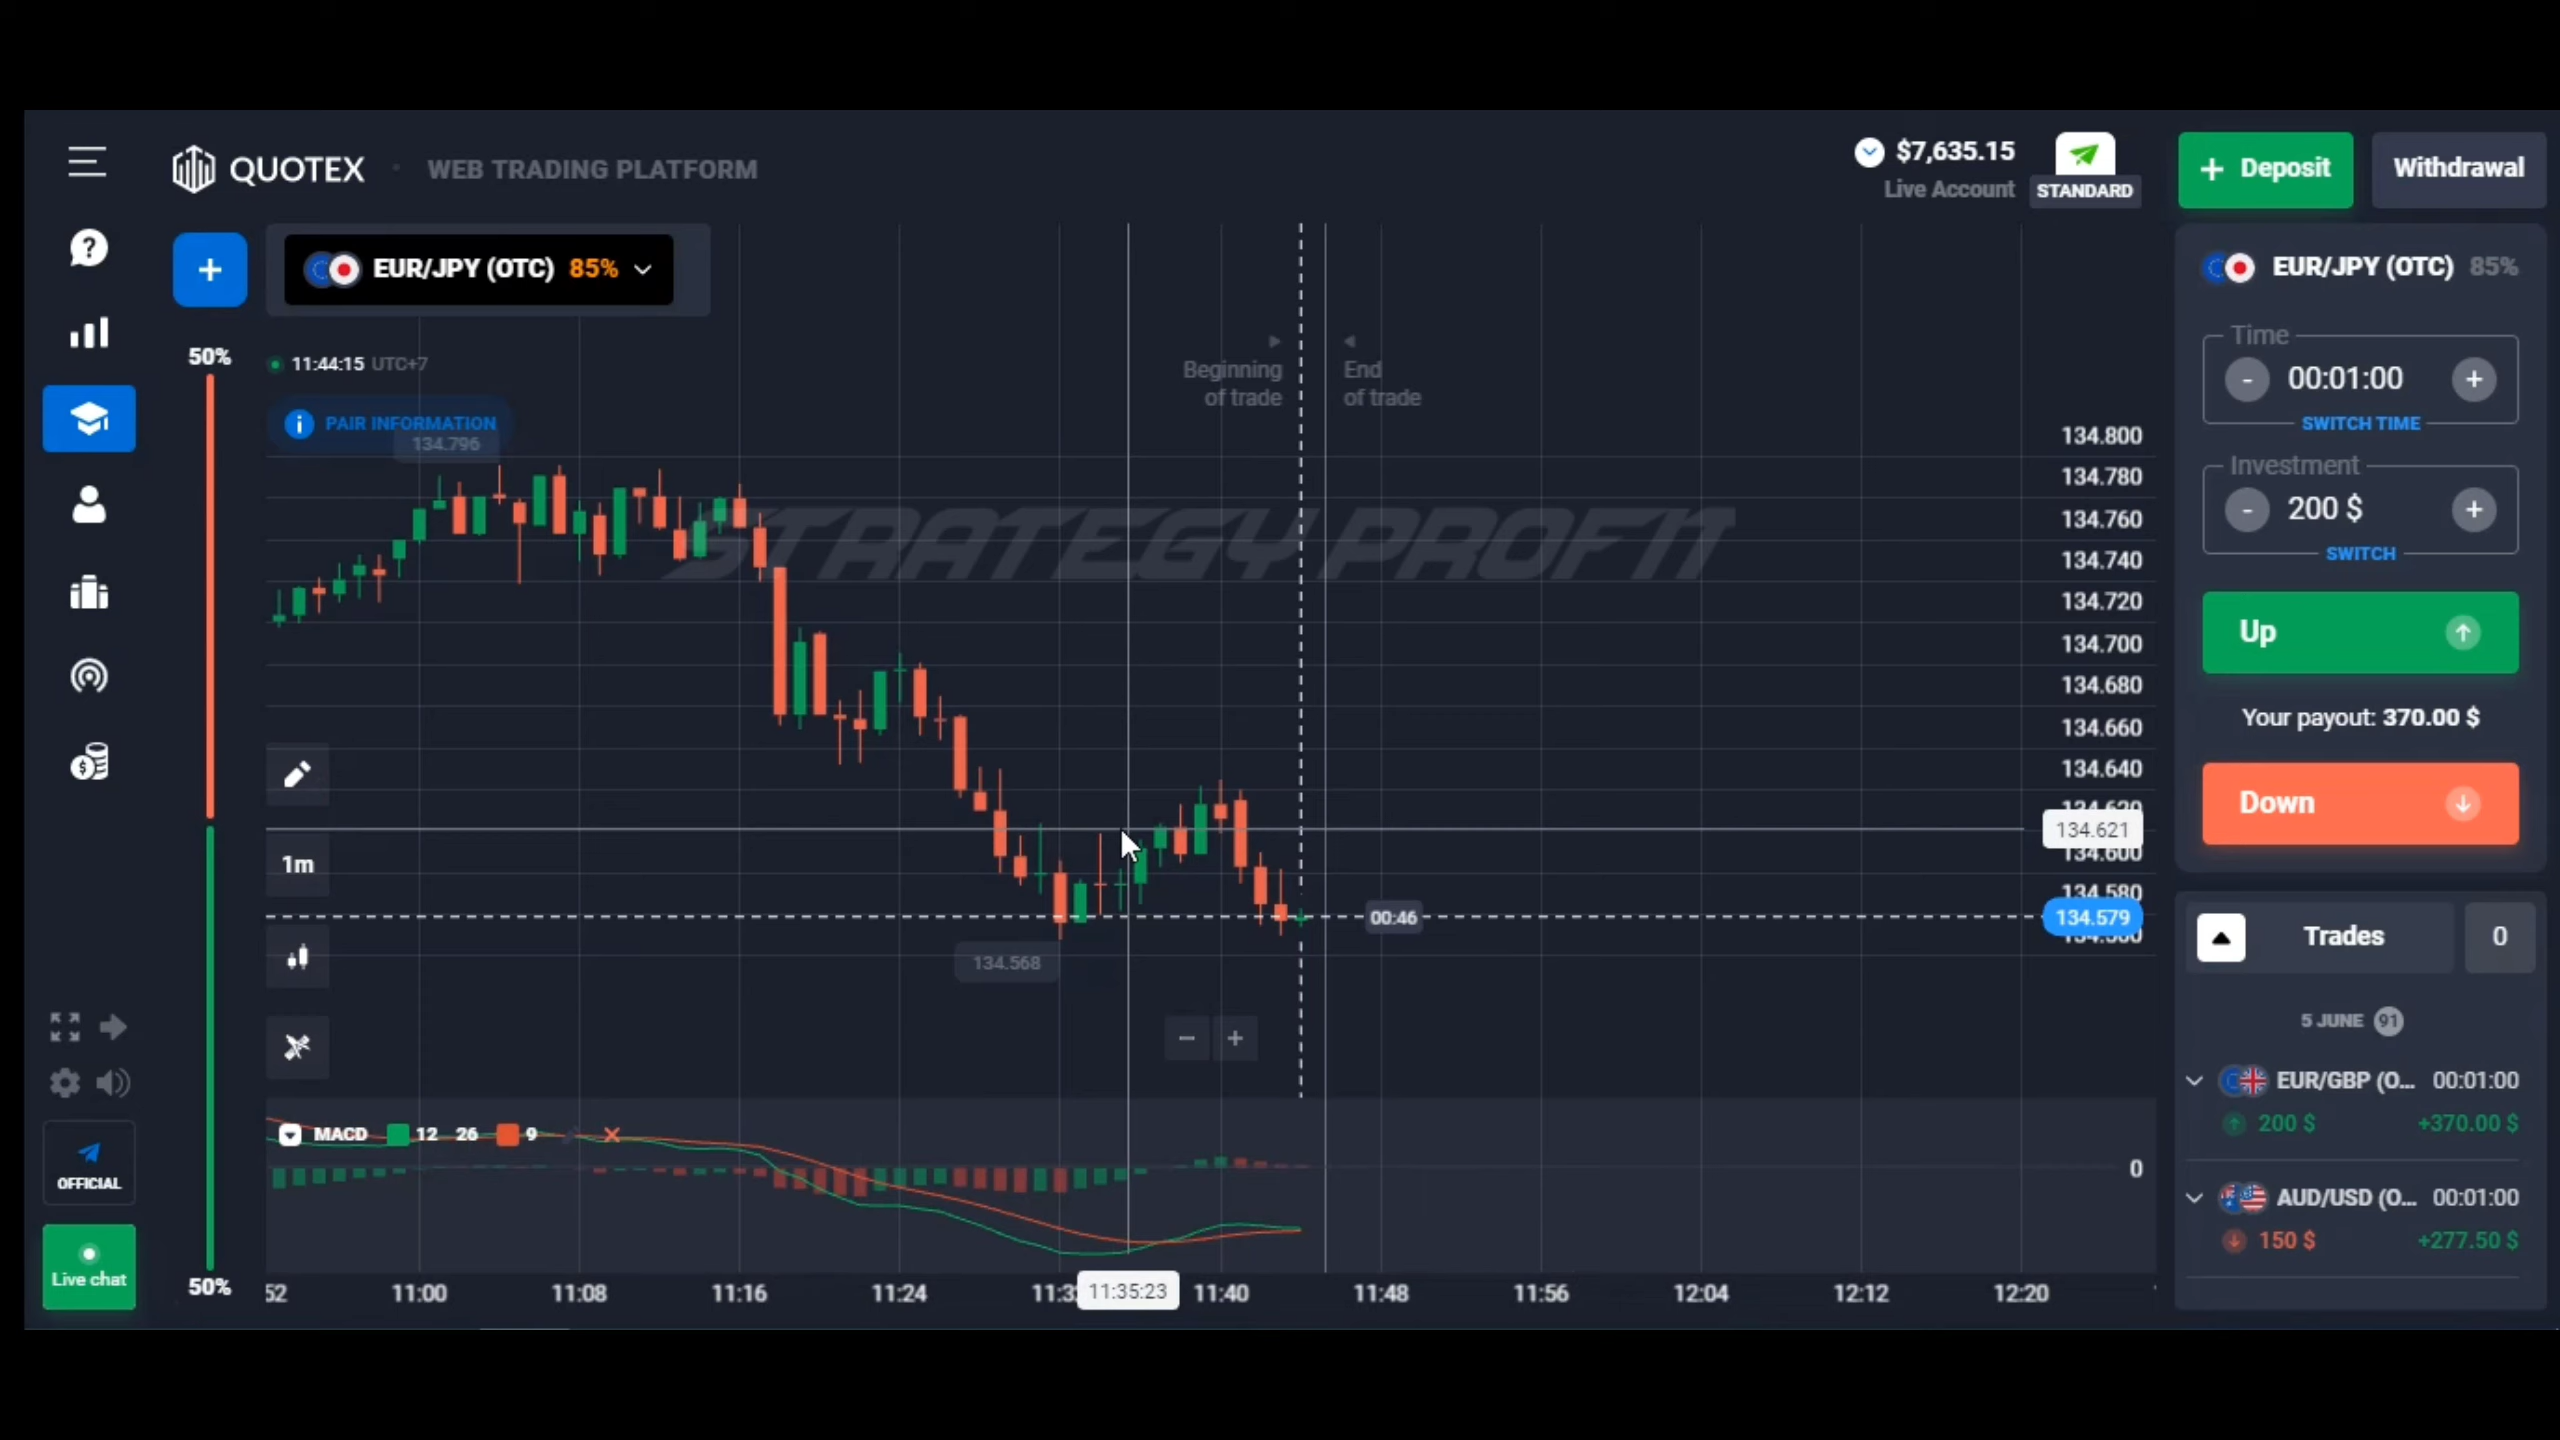 QUOTEX · WEB TRADING PLATFORM
$7,635.15
Live Account
STANDARD
+ Deposit
Withdrawal
+
EUR/JPY (OTC) 85%
50%
11:44:15 UTC+7
PAIR INFORMATION
134.796
Beginning of trade
End of trade
STRATEGY PROFIT
134.800
134.780
134.760
134.740
134.720
134.700
134.680
134.660
134.640
134.620
134.621
134.600
134.580
134.579
134.560
00:46
134.568
1m
− +
MACD 12 26 9
0
50%
:52
11:00
11:08
11:16
11:24
11:3
11:35:23
11:40
11:48
11:56
12:04
12:12
12:20
OFFICIAL
Live chat
EUR/JPY (OTC) 85%
Time
- 00:01:00 +
SWITCH TIME
Investment
- 200 $ +
SWITCH
Up
Your payout: 370.00 $
Down
Trades 0
5 JUNE 91
EUR/GBP (O... 00:01:00
200 $ +370.00 $
AUD/USD (O... 00:01:00
150 $ +277.50 $